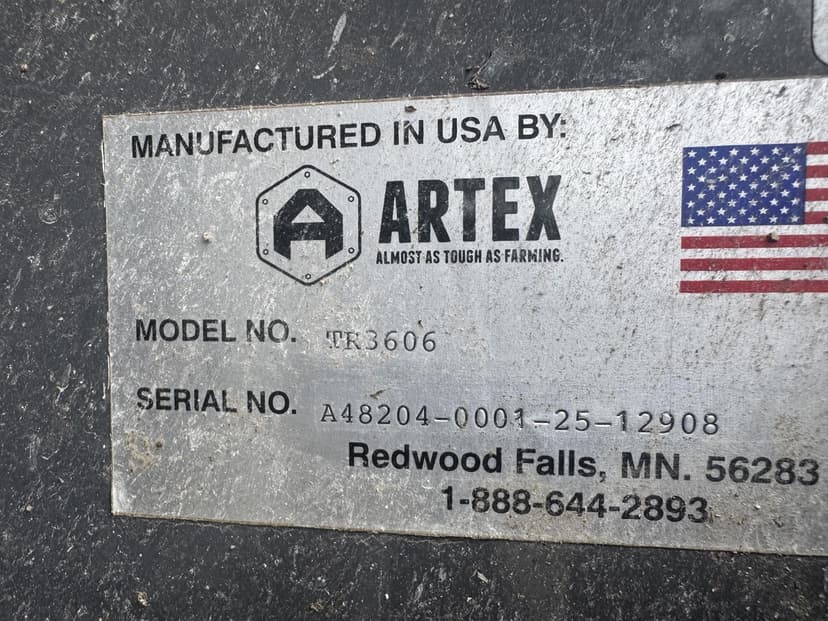 MANUFACTURED IN USA BY:
ARTEX
ALMOST AS TOUGH AS FARMING.
MODEL NO. TR3606
SERIAL NO. A48204-0001-25-12908
Redwood Falls, MN. 56283
1-888-644-2893